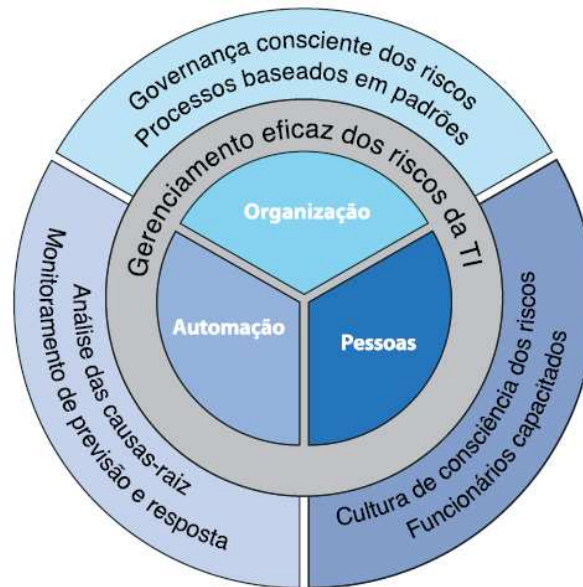 Governança consciente dos riscos
Processos baseados em padrões
Gerenciamento eficaz dos riscos da TI
Organização
Automação
Pessoas
Análise das causas-raiz
Monitoramento de previsão e resposta
Cultura de consciência dos riscos
Funcionários capacitados